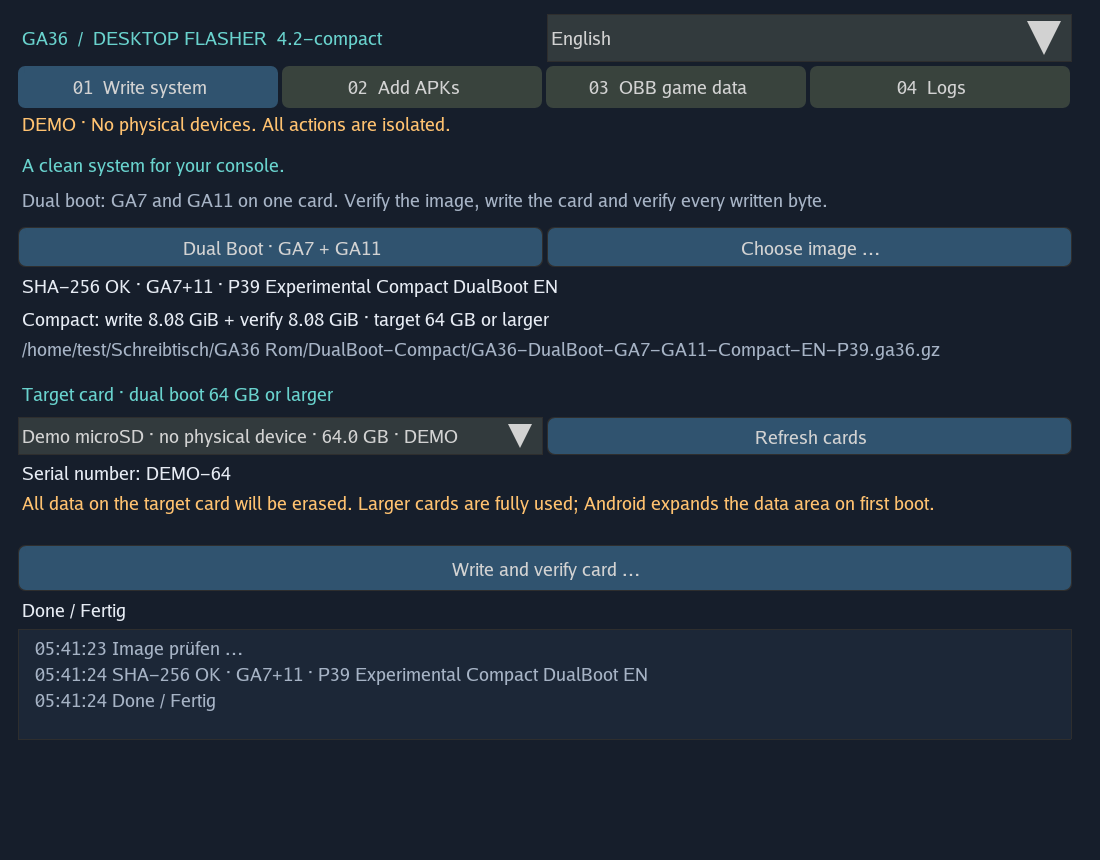 GA36 / DESKTOP FLASHER 4.2-compact
English
01 Write system
02 Add APKs
03 OBB game data
04 Logs
DEMO · No physical devices. All actions are isolated.
A clean system for your console.
Dual boot: GA7 and GA11 on one card. Verify the image, write the card and verify every written byte.
Dual Boot · GA7 + GA11
Choose image ...
SHA-256 OK · GA7+11 · P39 Experimental Compact DualBoot EN
Compact: write 8.08 GiB + verify 8.08 GiB · target 64 GB or larger
/home/test/Schreibtisch/GA36 Rom/DualBoot-Compact/GA36-DualBoot-GA7-GA11-Compact-EN-P39.ga36.gz
Target card · dual boot 64 GB or larger
Demo microSD · no physical device · 64.0 GB · DEMO
Refresh cards
Serial number: DEMO-64
All data on the target card will be erased. Larger cards are fully used; Android expands the data area on first boot.
Write and verify card ...
Done / Fertig
05:41:23 Image prüfen ...
05:41:24 SHA-256 OK · GA7+11 · P39 Experimental Compact DualBoot EN
05:41:24 Done / Fertig